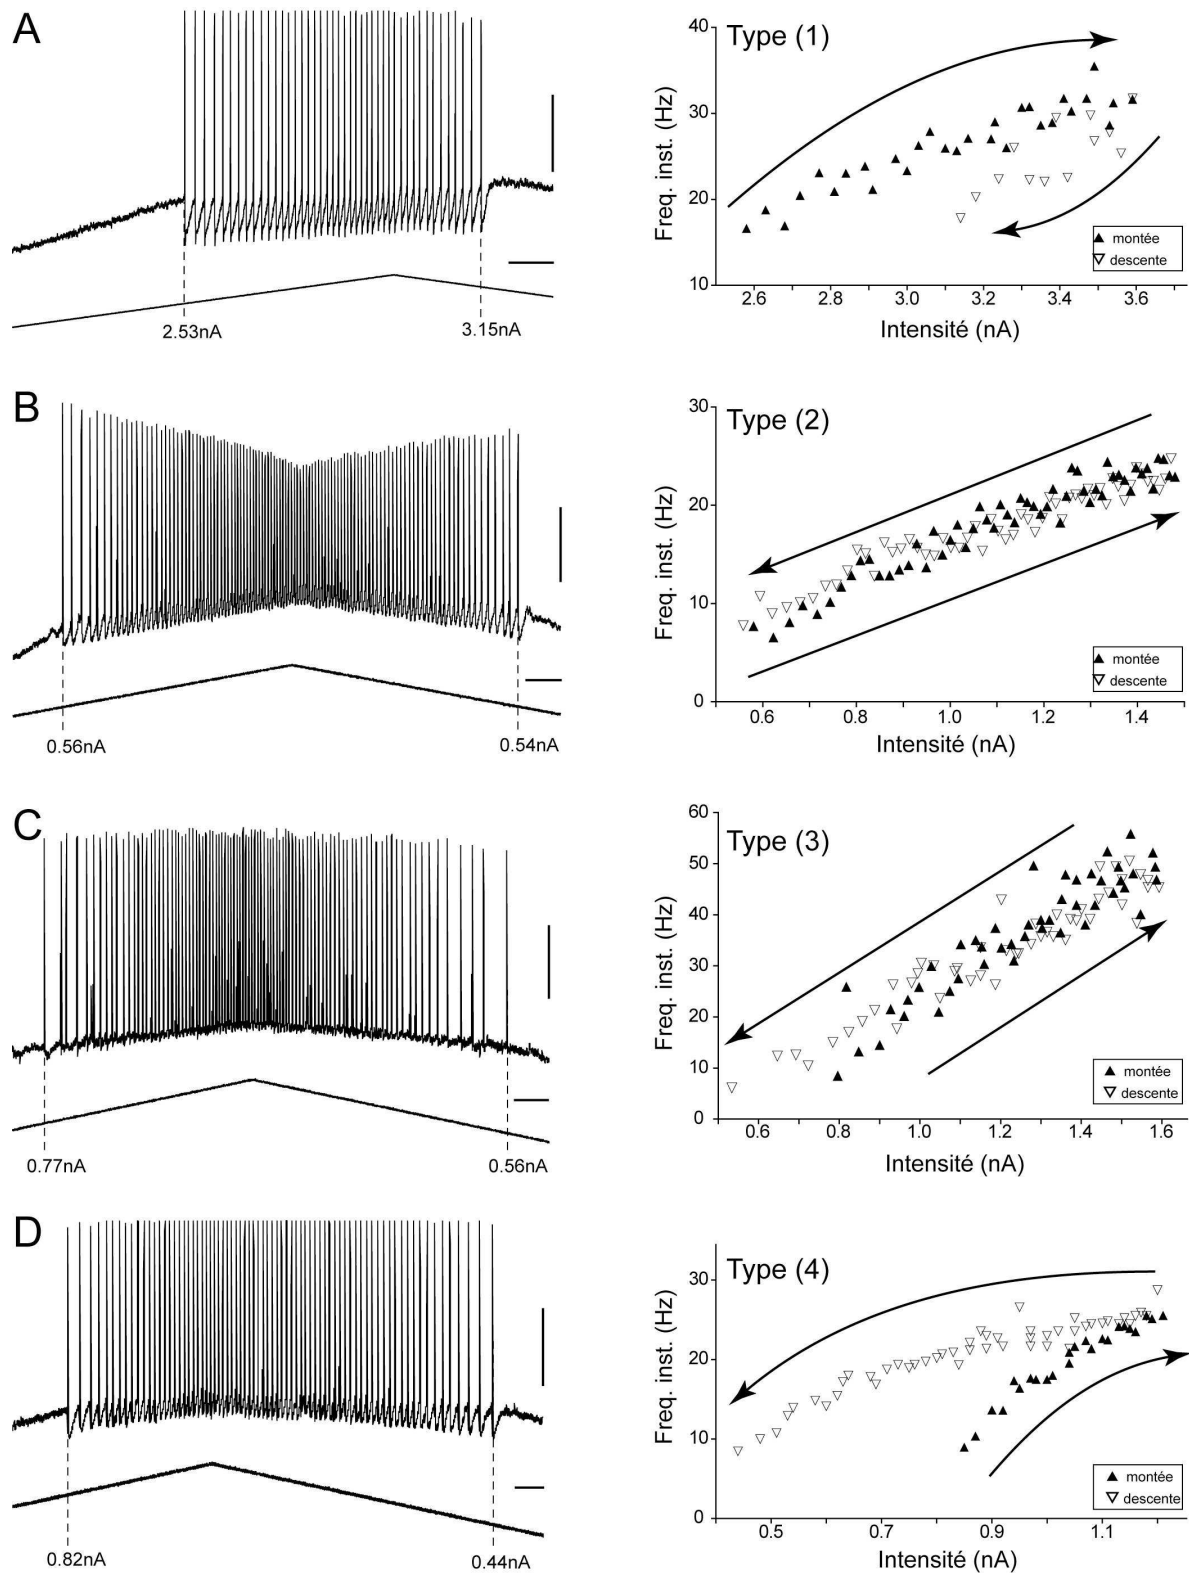 A
2.53nA
3.15nA
Type (1)
Freq. inst. (Hz)
40
30
20
10
2.6
2.8
3.0
3.2
3.4
3.6
Intensité (nA)
montée
descente
B
0.56nA
0.54nA
Type (2)
Freq. inst. (Hz)
30
20
10
0
0.6
0.8
1.0
1.2
1.4
Intensité (nA)
montée
descente
C
0.77nA
0.56nA
Type (3)
Freq. inst. (Hz)
60
50
40
30
20
10
0
0.6
0.8
1.0
1.2
1.4
1.6
Intensité (nA)
montée
descente
D
0.82nA
0.44nA
Type (4)
Freq. inst. (Hz)
30
20
10
0
0.5
0.7
0.9
1.1
Intensité (nA)
montée
descente